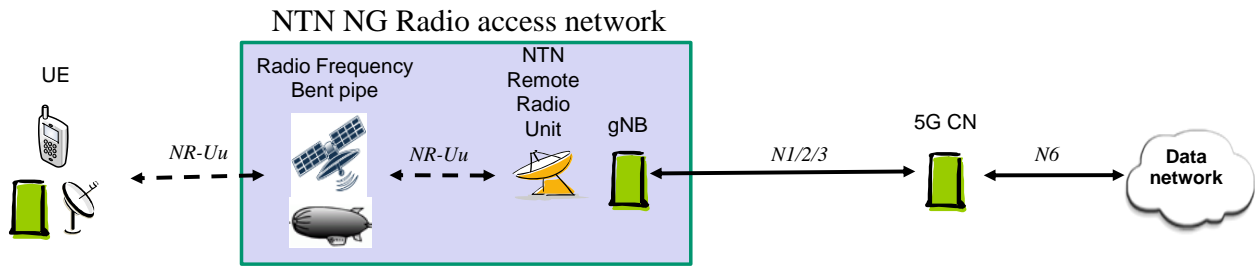 NTN NG Radio access network
UE
Radio Frequency
Bent pipe
NTN
Remote
Radio
Unit
gNB
5G CN
NR-Uu
NR-Uu
N1/2/3
N6
Data
network